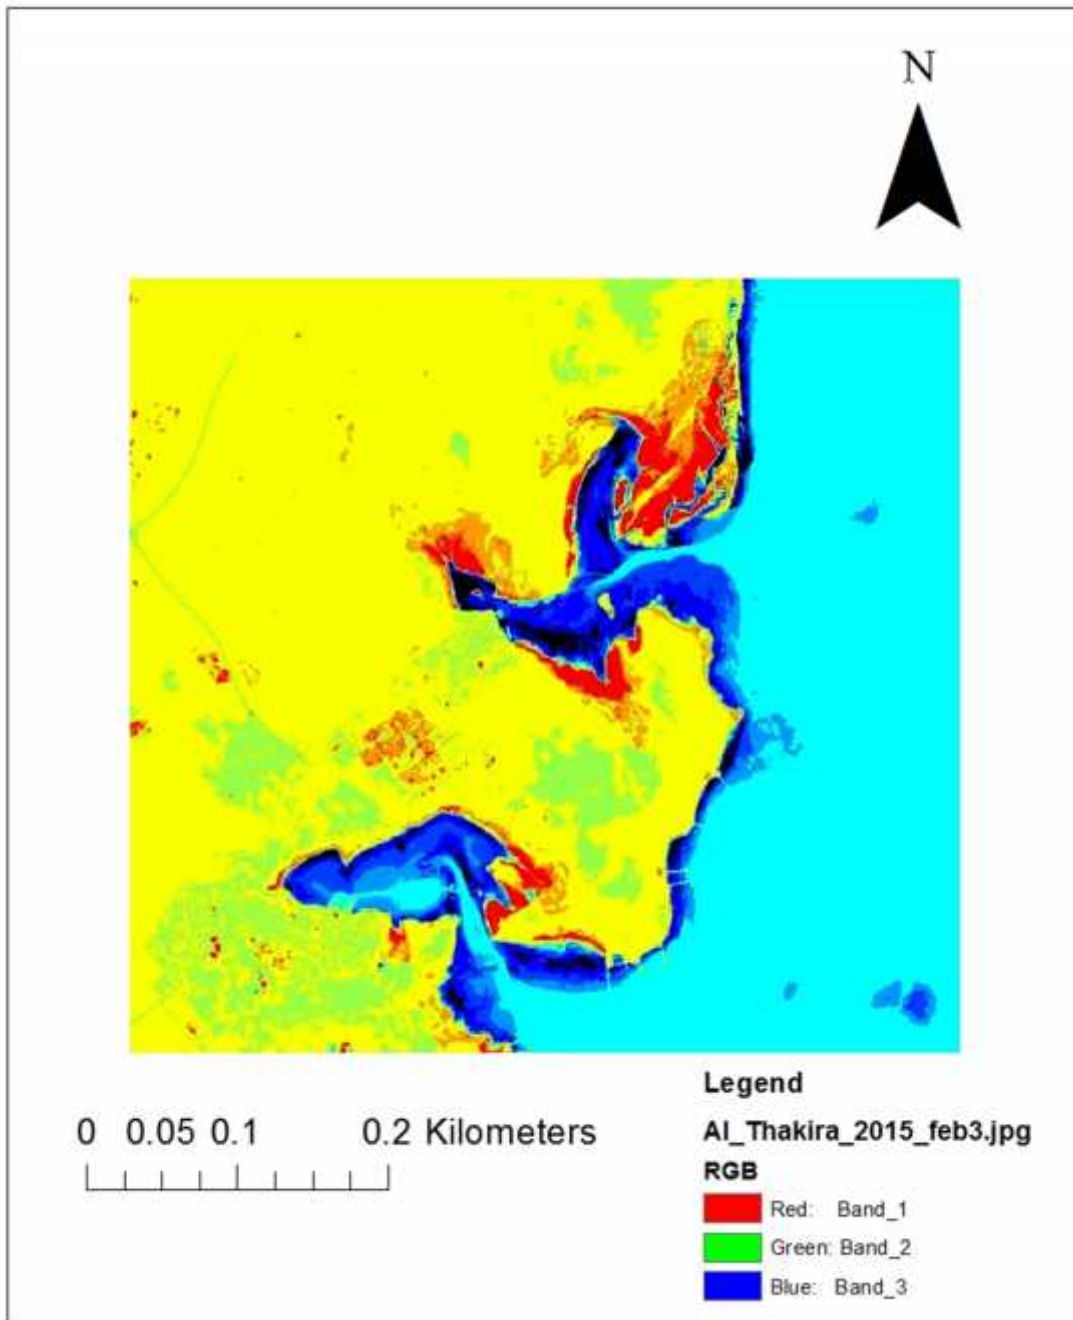 N
0 0.05 0.1 0.2 Kilometers
Legend
Al_Thakira_2015_feb3.jpg
RGB
Red: Band_1
Green: Band_2
Blue: Band_3